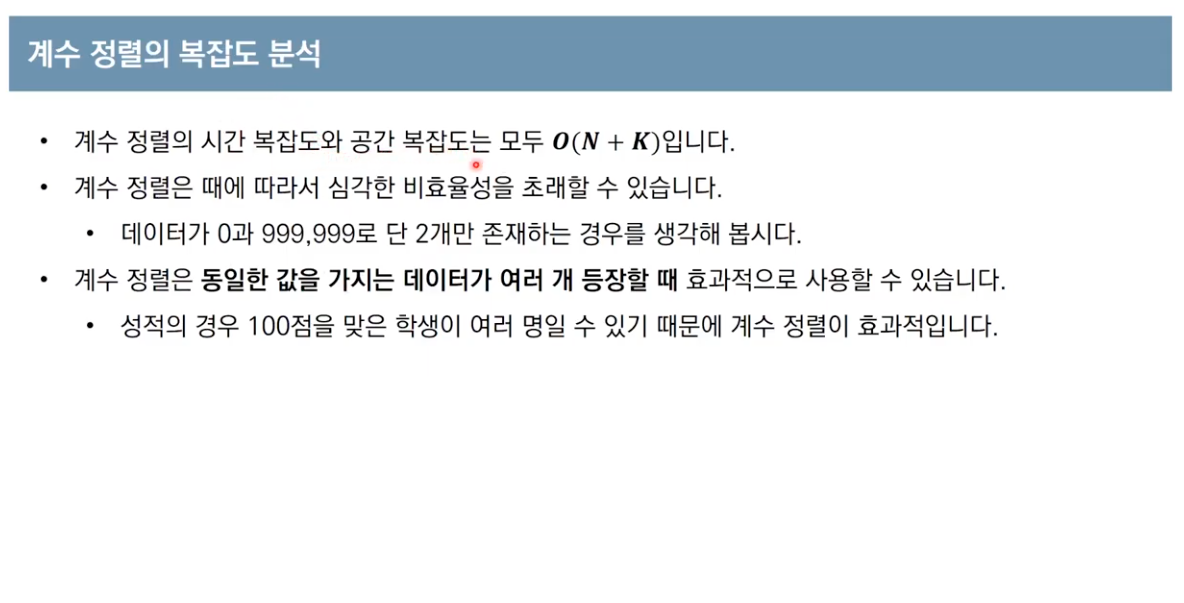 계수 정렬의 복잡도 분석
• 계수 정렬의 시간 복잡도와 공간 복잡도는 모두 O(N + K)입니다.
• 계수 정렬은 때에 따라서 심각한 비효율성을 초래할 수 있습니다.
• 데이터가 0과 999,999로 단 2개만 존재하는 경우를 생각해 봅시다.
• 계수 정렬은 동일한 값을 가지는 데이터가 여러 개 등장할 때 효과적으로 사용할 수 있습니다.
• 성적의 경우 100점을 맞은 학생이 여러 명일 수 있기 때문에 계수 정렬이 효과적입니다.